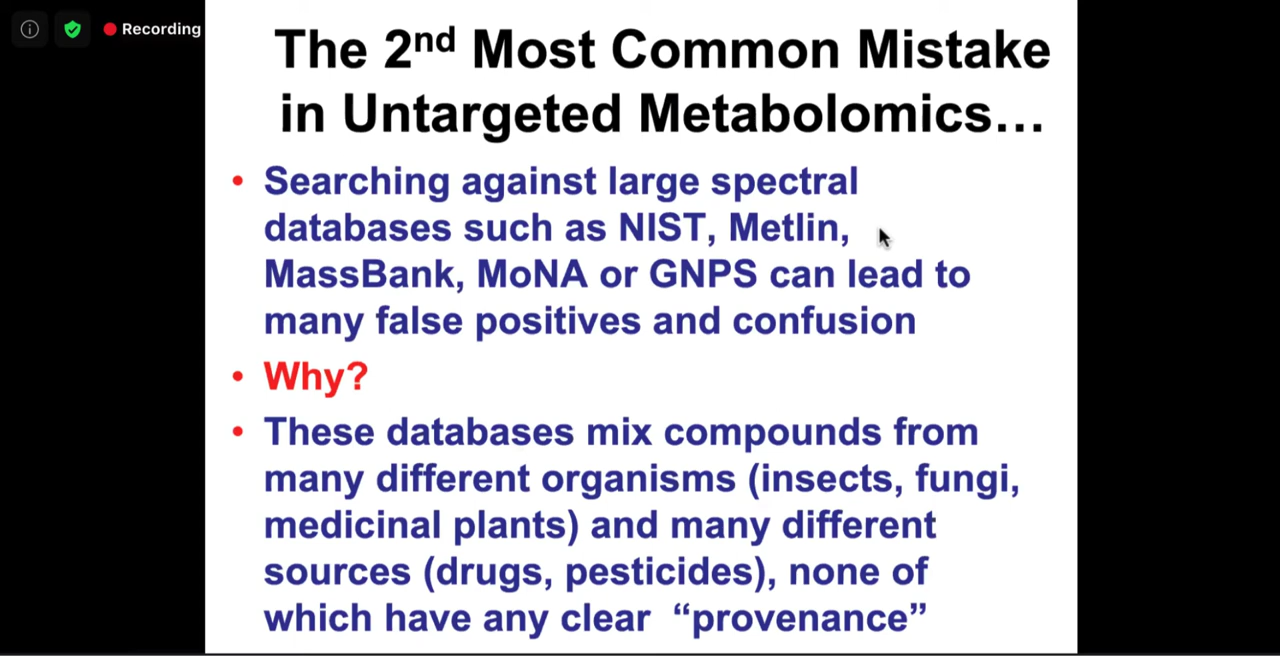 Recording
The 2nd Most Common Mistake
in Untargeted Metabolomics...
• Searching against large spectral
databases such as NIST, Metlin,
MassBank, MoNA or GNPS can lead to
many false positives and confusion
• Why?
• These databases mix compounds from
many different organisms (insects, fungi,
medicinal plants) and many different
sources (drugs, pesticides), none of
which have any clear “provenance”